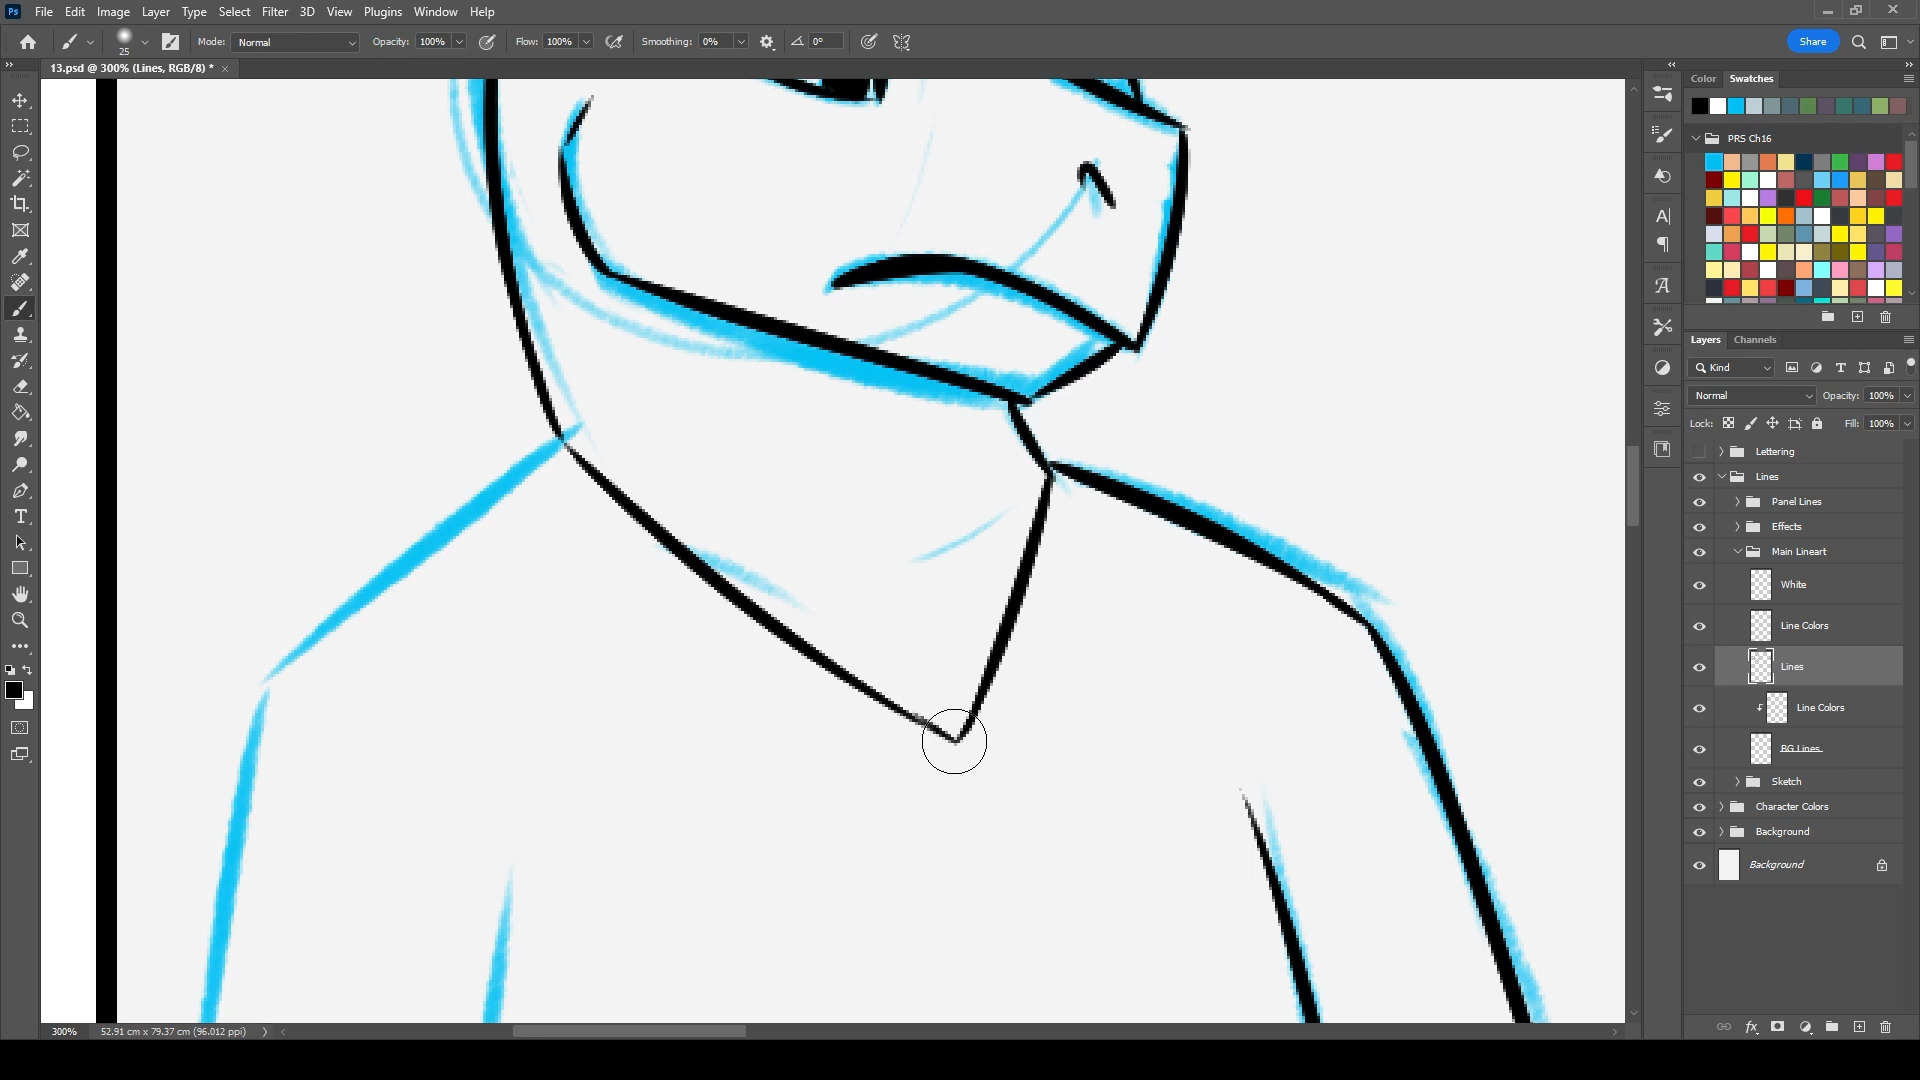 Ps File Edit Image Layer Type Select Filter 3D View Plugins Window Help
25 Mode: Normal Opacity: 100% Flow: 100% Smoothing: 0% 0° Share
13.psd @ 300% (Lines, RGB/8) * ×
Color Swatches
PRS Ch16
Layers Channels
Kind
Normal Opacity: 100%
Lock: Fill: 100%
Lettering
Lines
Panel Lines
Effects
Main Lineart
White
Line Colors
Lines
Line Colors
BG Lines
Sketch
Character Colors
Background
Background
fx
300% 52.91 cm x 79.37 cm (96.012 ppi)